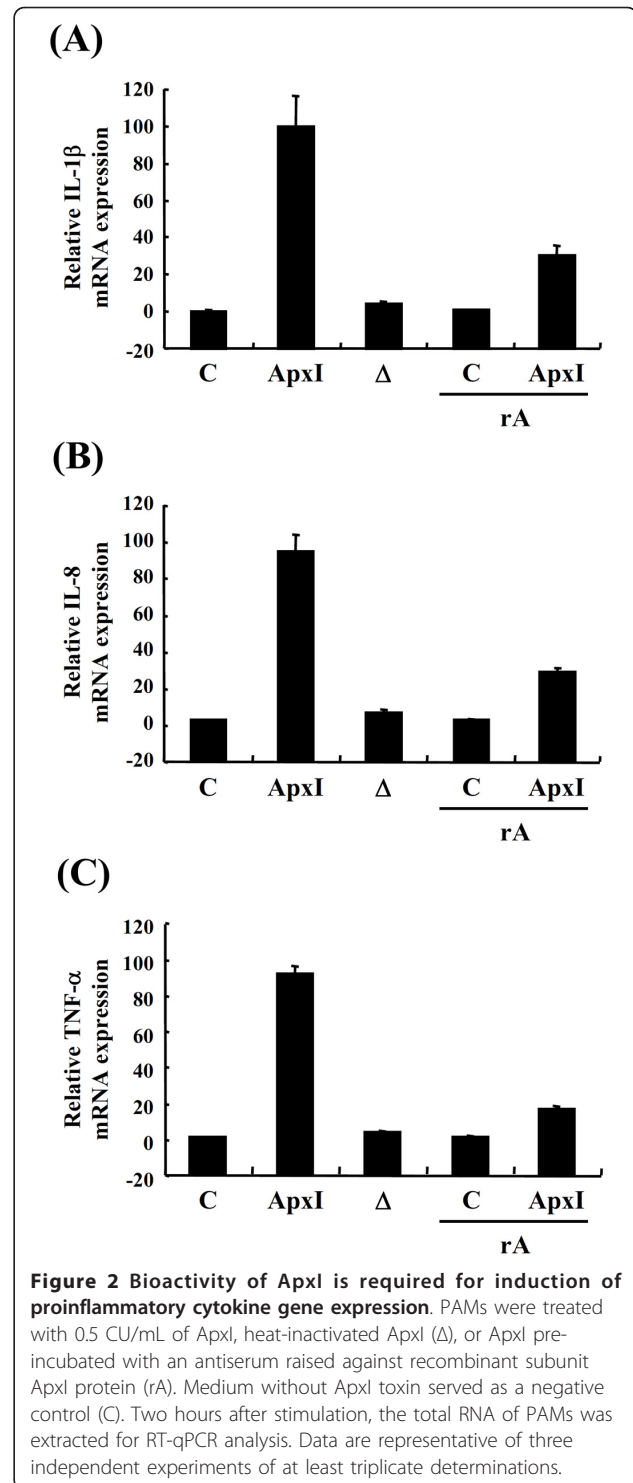 (A)
120
100
80
60
40
20
0
-20
Relative IL-1β
mRNA expression
C ApxI Δ C ApxI
rA
(B)
120
100
80
60
40
20
0
-20
Relative IL-8
mRNA expression
C ApxI Δ C ApxI
rA
(C)
120
100
80
60
40
20
0
-20
Relative TNF-α
mRNA expression
C ApxI Δ C ApxI
rA
Figure 2 Bioactivity of ApxI is required for induction of
proinflammatory cytokine gene expression. PAMs were treated
with 0.5 CU/mL of ApxI, heat-inactivated ApxI (Δ), or ApxI pre-
incubated with an antiserum raised against recombinant subunit
ApxI protein (rA). Medium without ApxI toxin served as a negative
control (C). Two hours after stimulation, the total RNA of PAMs was
extracted for RT-qPCR analysis. Data are representative of three
independent experiments of at least triplicate determinations.